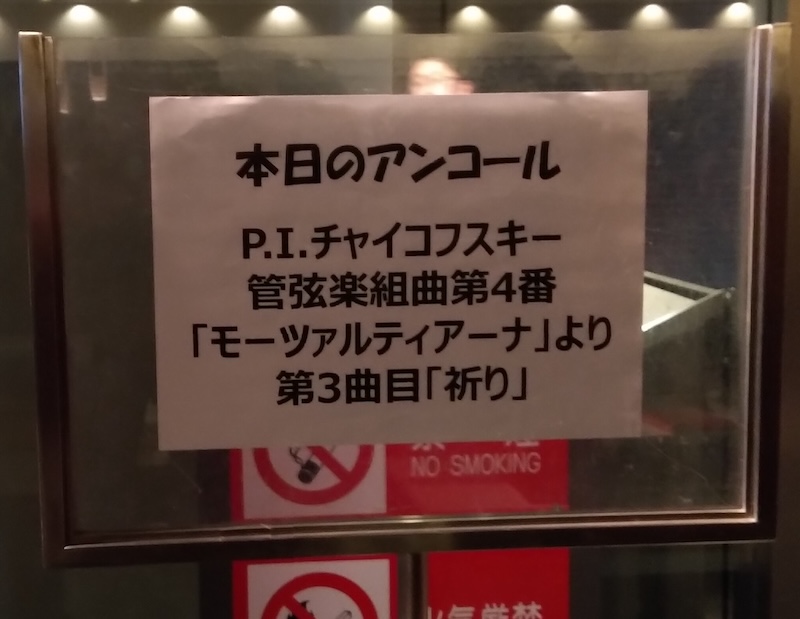 本日のアンコール
P.I.チャイコフスキー
管弦楽組曲第4番
「モーツァルティアーナ」より
第3曲目「祈り」
NO SMOKING